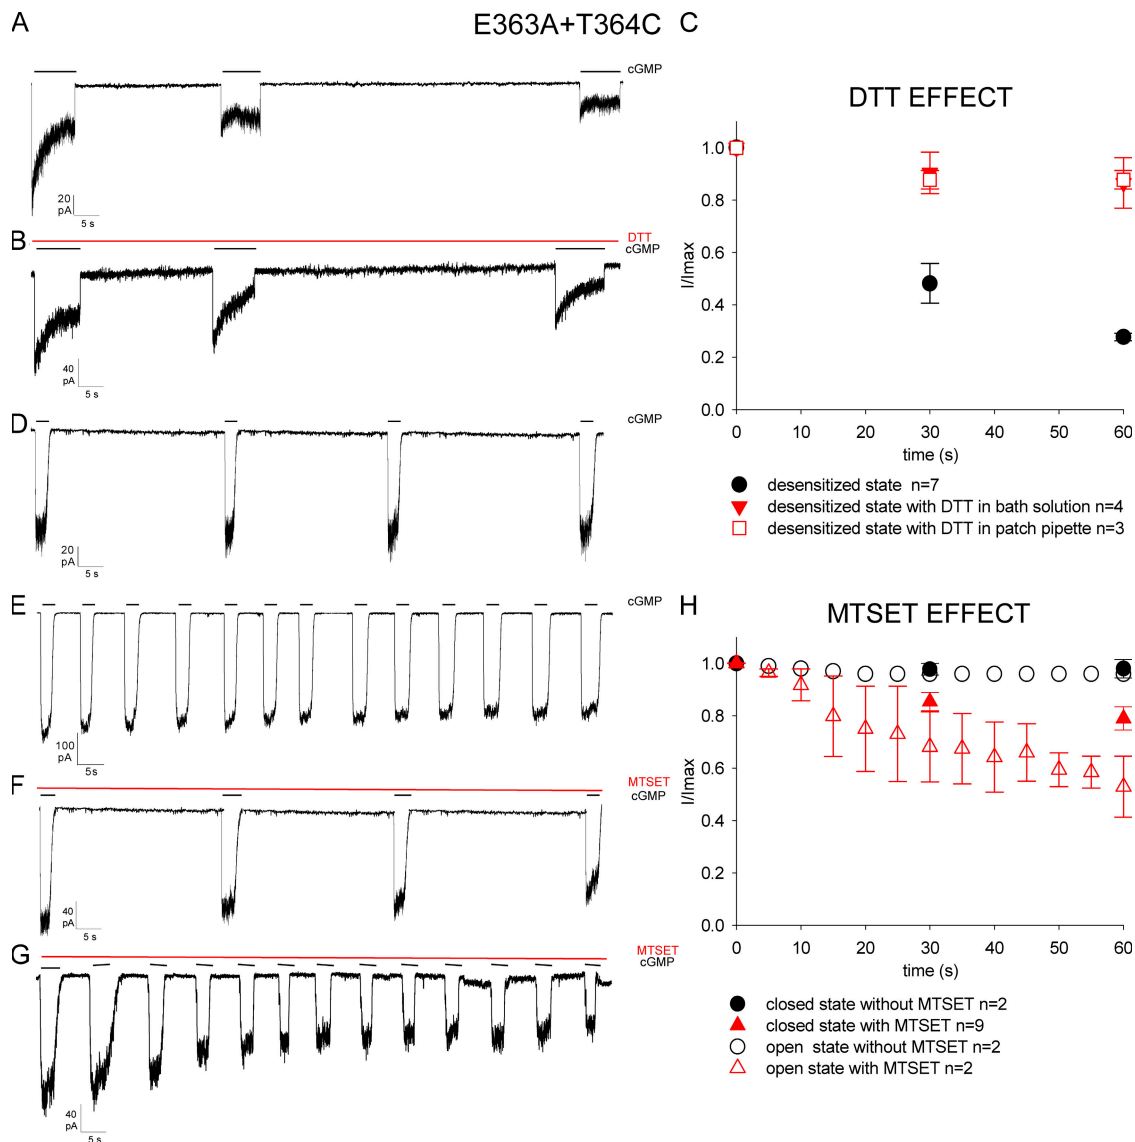 A
E363A+T364C
cGMP
20
pA
5 s
B
DTT
cGMP
40
pA
5 s
C
DTT EFFECT
I/Imax
1.0
0.8
0.6
0.4
0.2
0.0
0 10 20 30 40 50 60
time (s)
desensitized state n=7
desensitized state with DTT in bath solution n=4
desensitized state with DTT in patch pipette n=3
D
cGMP
20
pA
5 s
E
cGMP
100
pA
5s
F
MTSET
cGMP
40
pA
5 s
G
MTSET
cGMP
40
pA
5 s
H
MTSET EFFECT
I/Imax
1.0
0.8
0.6
0.4
0.2
0.0
0 10 20 30 40 50 60
time (s)
closed state without MTSET n=2
closed state with MTSET n=9
open state without MTSET n=2
open state with MTSET n=2